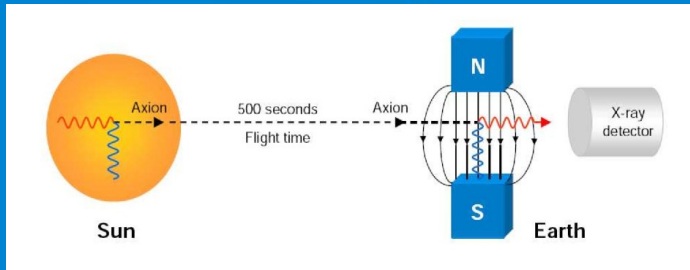 N
Axion
500 seconds
Axion
Flight time
X-ray
detector
S
Sun
Earth